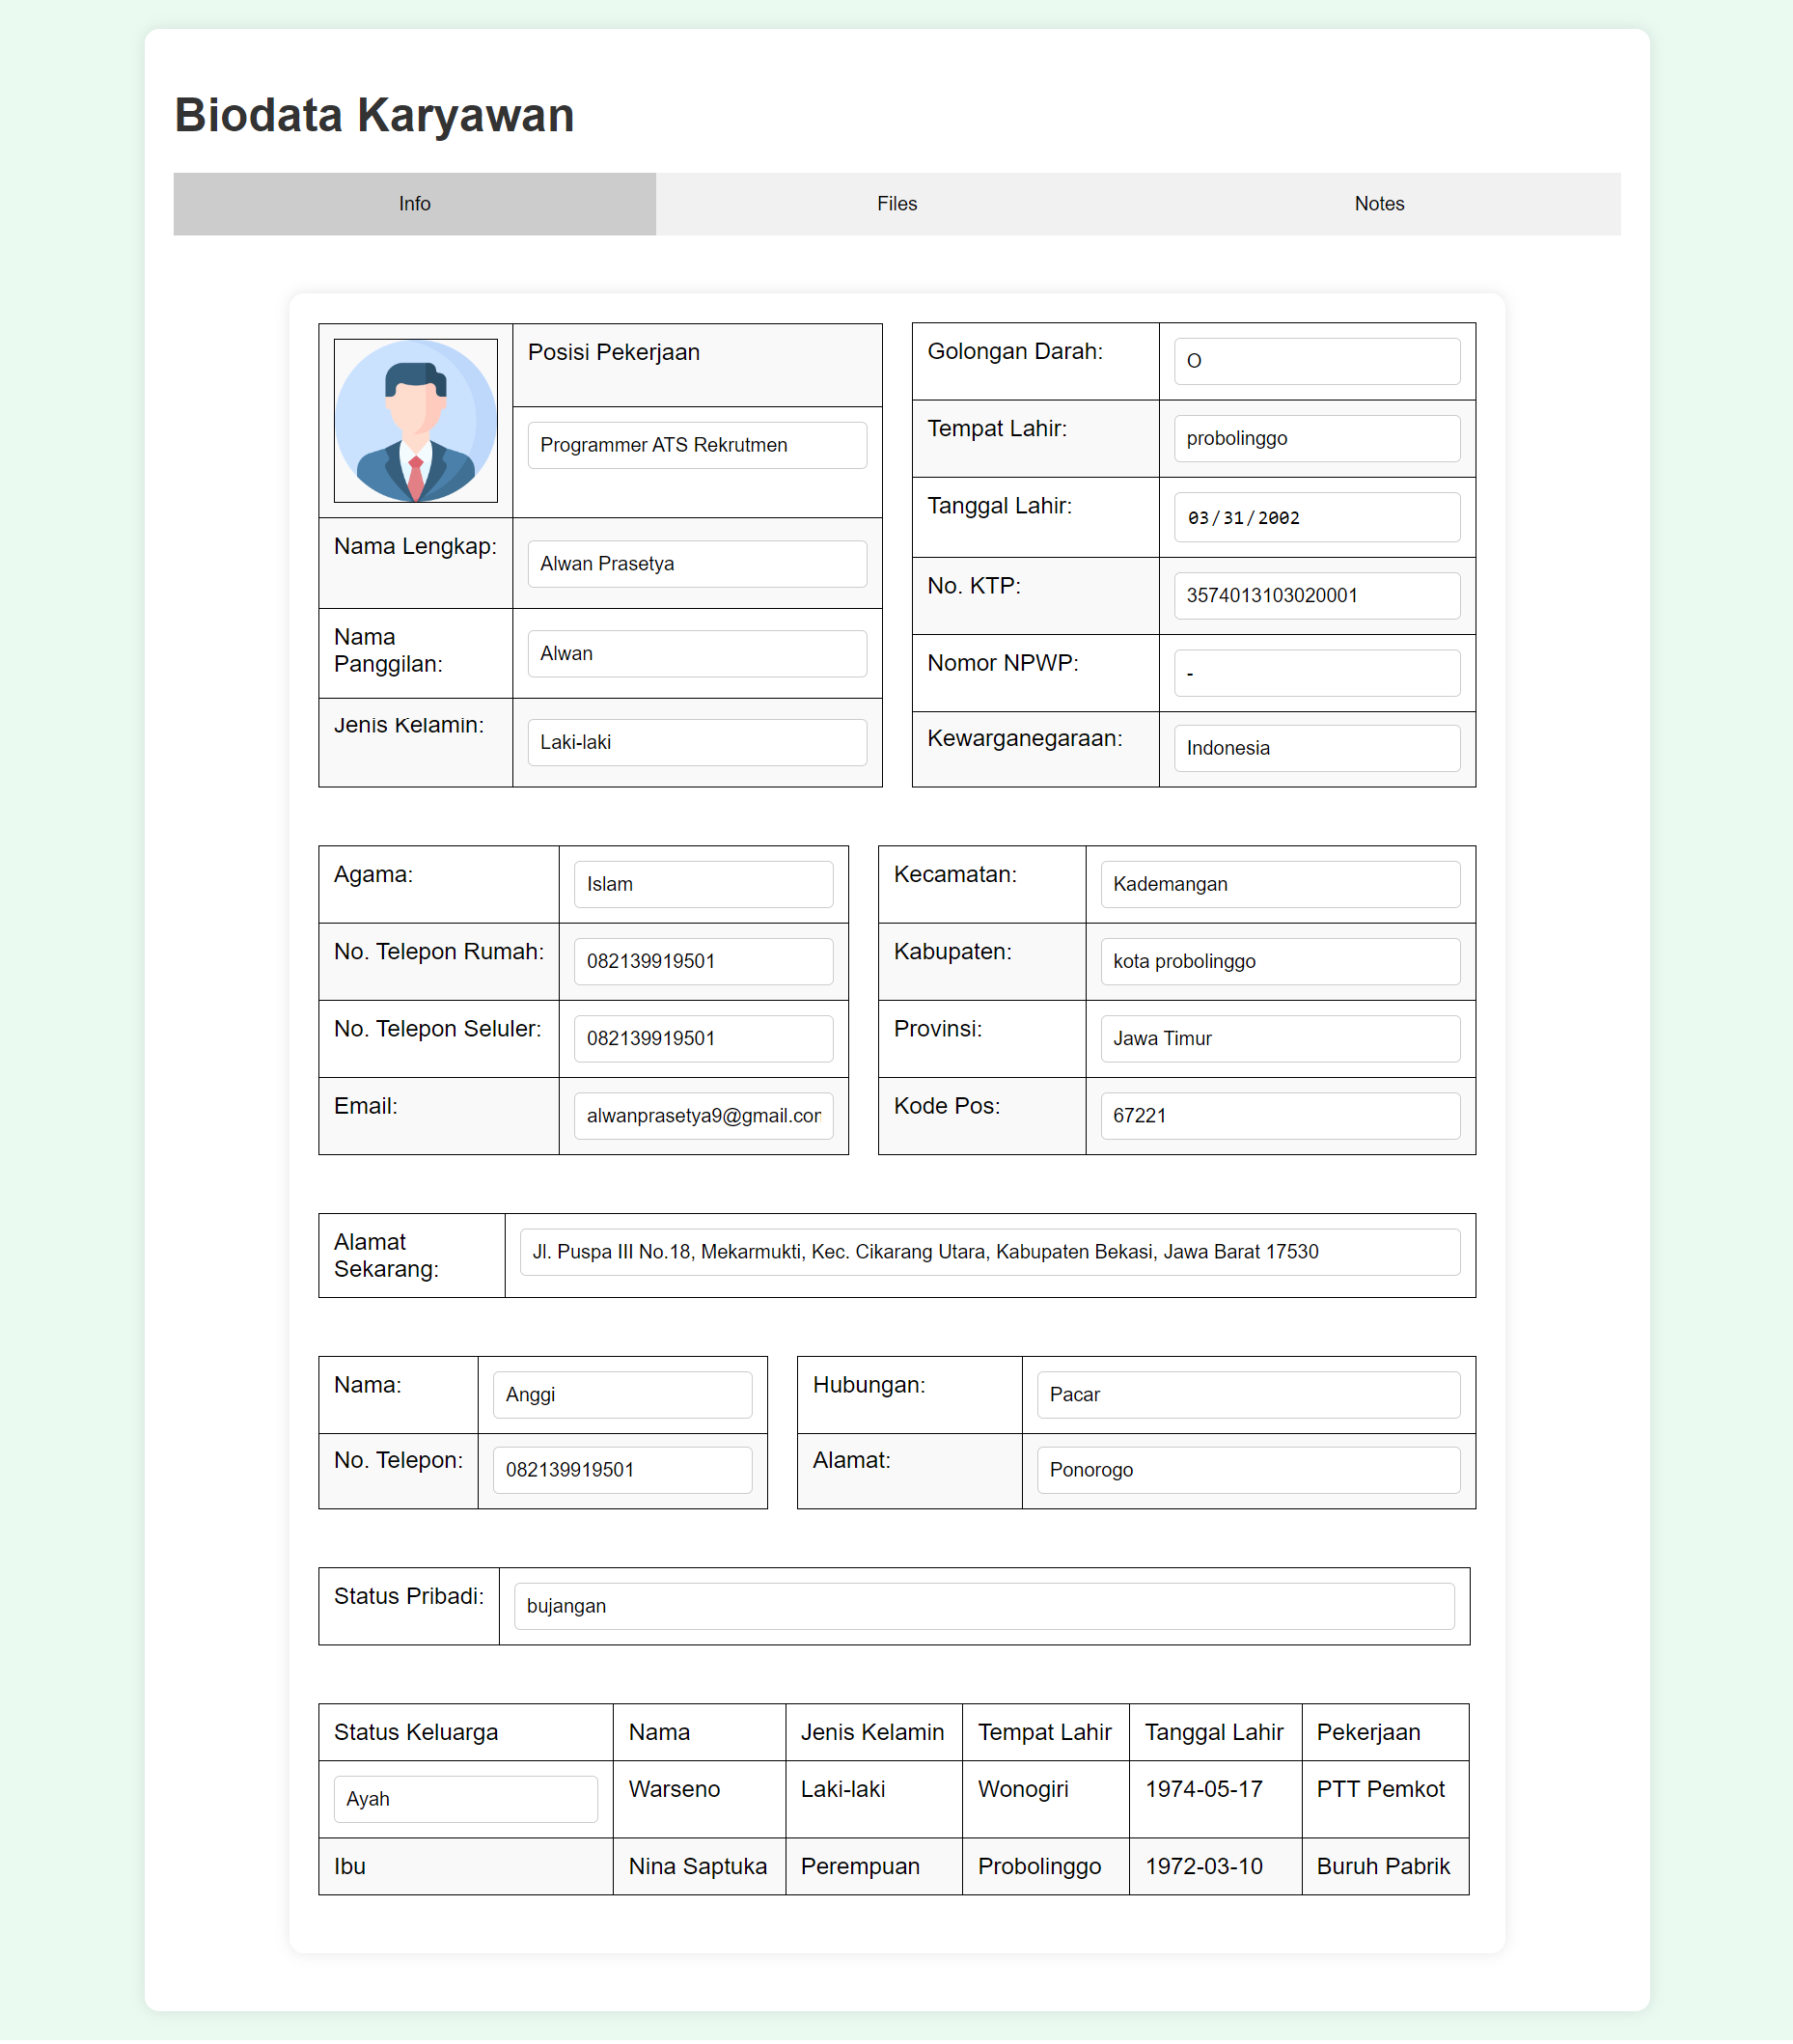 Biodata Karyawan
Info
Files
Notes
Posisi Pekerjaan
Programmer ATS Rekrutmen
Nama Lengkap:
Alwan Prasetya
Nama
Panggilan:
Alwan
Jenis Kelamin:
Laki-laki
Golongan Darah:
O
Tempat Lahir:
probolinggo
Tanggal Lahir:
03/31/2002
No. KTP:
3574013103020001
Nomor NPWP:
-
Kewarganegaraan:
Indonesia
Agama:
Islam
No. Telepon Rumah:
082139919501
No. Telepon Seluler:
082139919501
Email:
alwanprasetya9@gmail.com
Kecamatan:
Kademangan
Kabupaten:
kota probolinggo
Provinsi:
Jawa Timur
Kode Pos:
67221
Alamat
Sekarang:
Jl. Puspa III No.18, Mekarmukti, Kec. Cikarang Utara, Kabupaten Bekasi, Jawa Barat 17530
Nama:
Anggi
No. Telepon:
082139919501
Hubungan:
Pacar
Alamat:
Ponorogo
Status Pribadi:
bujangan
Status Keluarga Nama Jenis Kelamin Tempat Lahir Tanggal Lahir Pekerjaan
Ayah Warseno Laki-laki Wonogiri 1974-05-17 PTT Pemkot
Ibu Nina Saptuka Perempuan Probolinggo 1972-03-10 Buruh Pabrik